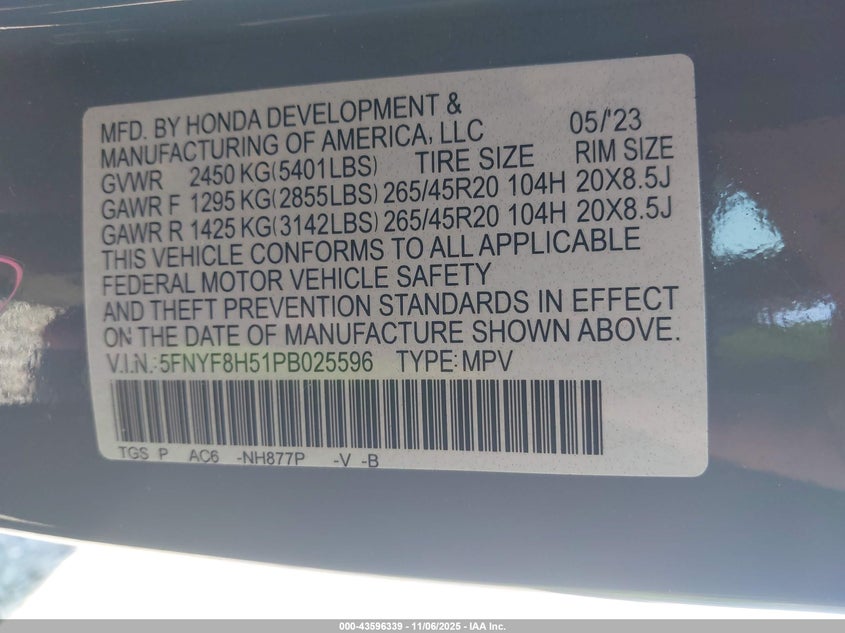 MFD. BY HONDA DEVELOPMENT &
MANUFACTURING OF AMERICA, LLC 05/'23
GVWR 2450 KG(5401LBS) TIRE SIZE RIM SIZE
GAWR F 1295 KG(2855LBS) 265/45R20 104H 20X8.5J
GAWR R 1425 KG(3142LBS) 265/45R20 104H 20X8.5J
THIS VEHICLE CONFORMS TO ALL APPLICABLE
FEDERAL MOTOR VEHICLE SAFETY
AND THEFT PREVENTION STANDARDS IN EFFECT
ON THE DATE OF MANUFACTURE SHOWN ABOVE.
V.I.N.:5FNYF8H51PB025596 TYPE:MPV
TGS P AC6 -NH877P -V -B
000-43596339 - 11/06/2025 - IAA Inc.